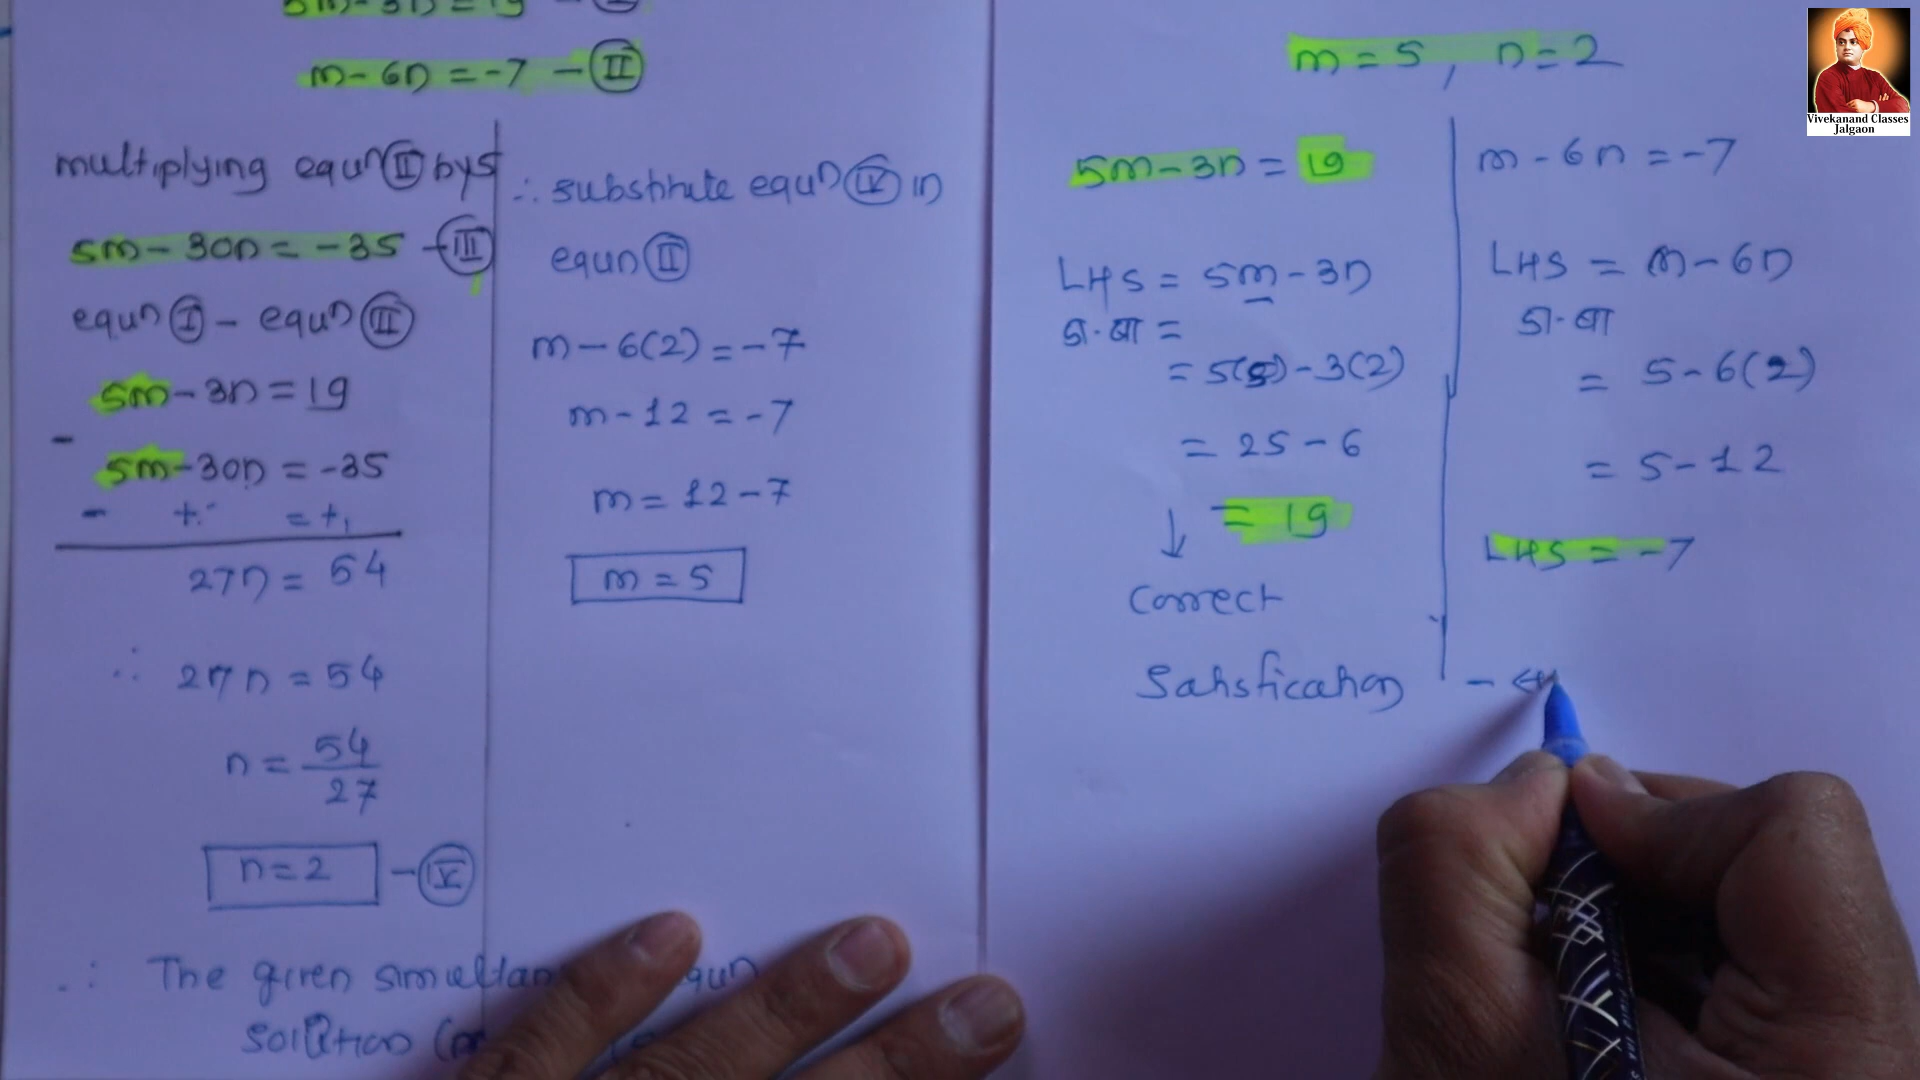 5m-3n=19 - I
m-6n=-7 - II
multiplying equn II by 5
5m-30n=-35 - III
equn I - equn III
5m-3n=19
-
5m-30n=-35
- + = +
27n=54
∴ 27n=54
n=54/27
n=2 - IV
∴ The given simultan equn
solution (m
∴ substitute equn IV in
equn II
m-6(2)=-7
m-12=-7
m=12-7
m=5
m=5, n=2
5m-3n=19
LHS = 5m-3n
डा.बा =
= 5(5)-3(2)
= 25-6
= 19
↓
Correct
Satisfication -
m-6n=-7
LHS = m-6n
डा.बा
= 5-6(2)
= 5-12
LHS = -7
Vivekanand Classes
Jalgaon